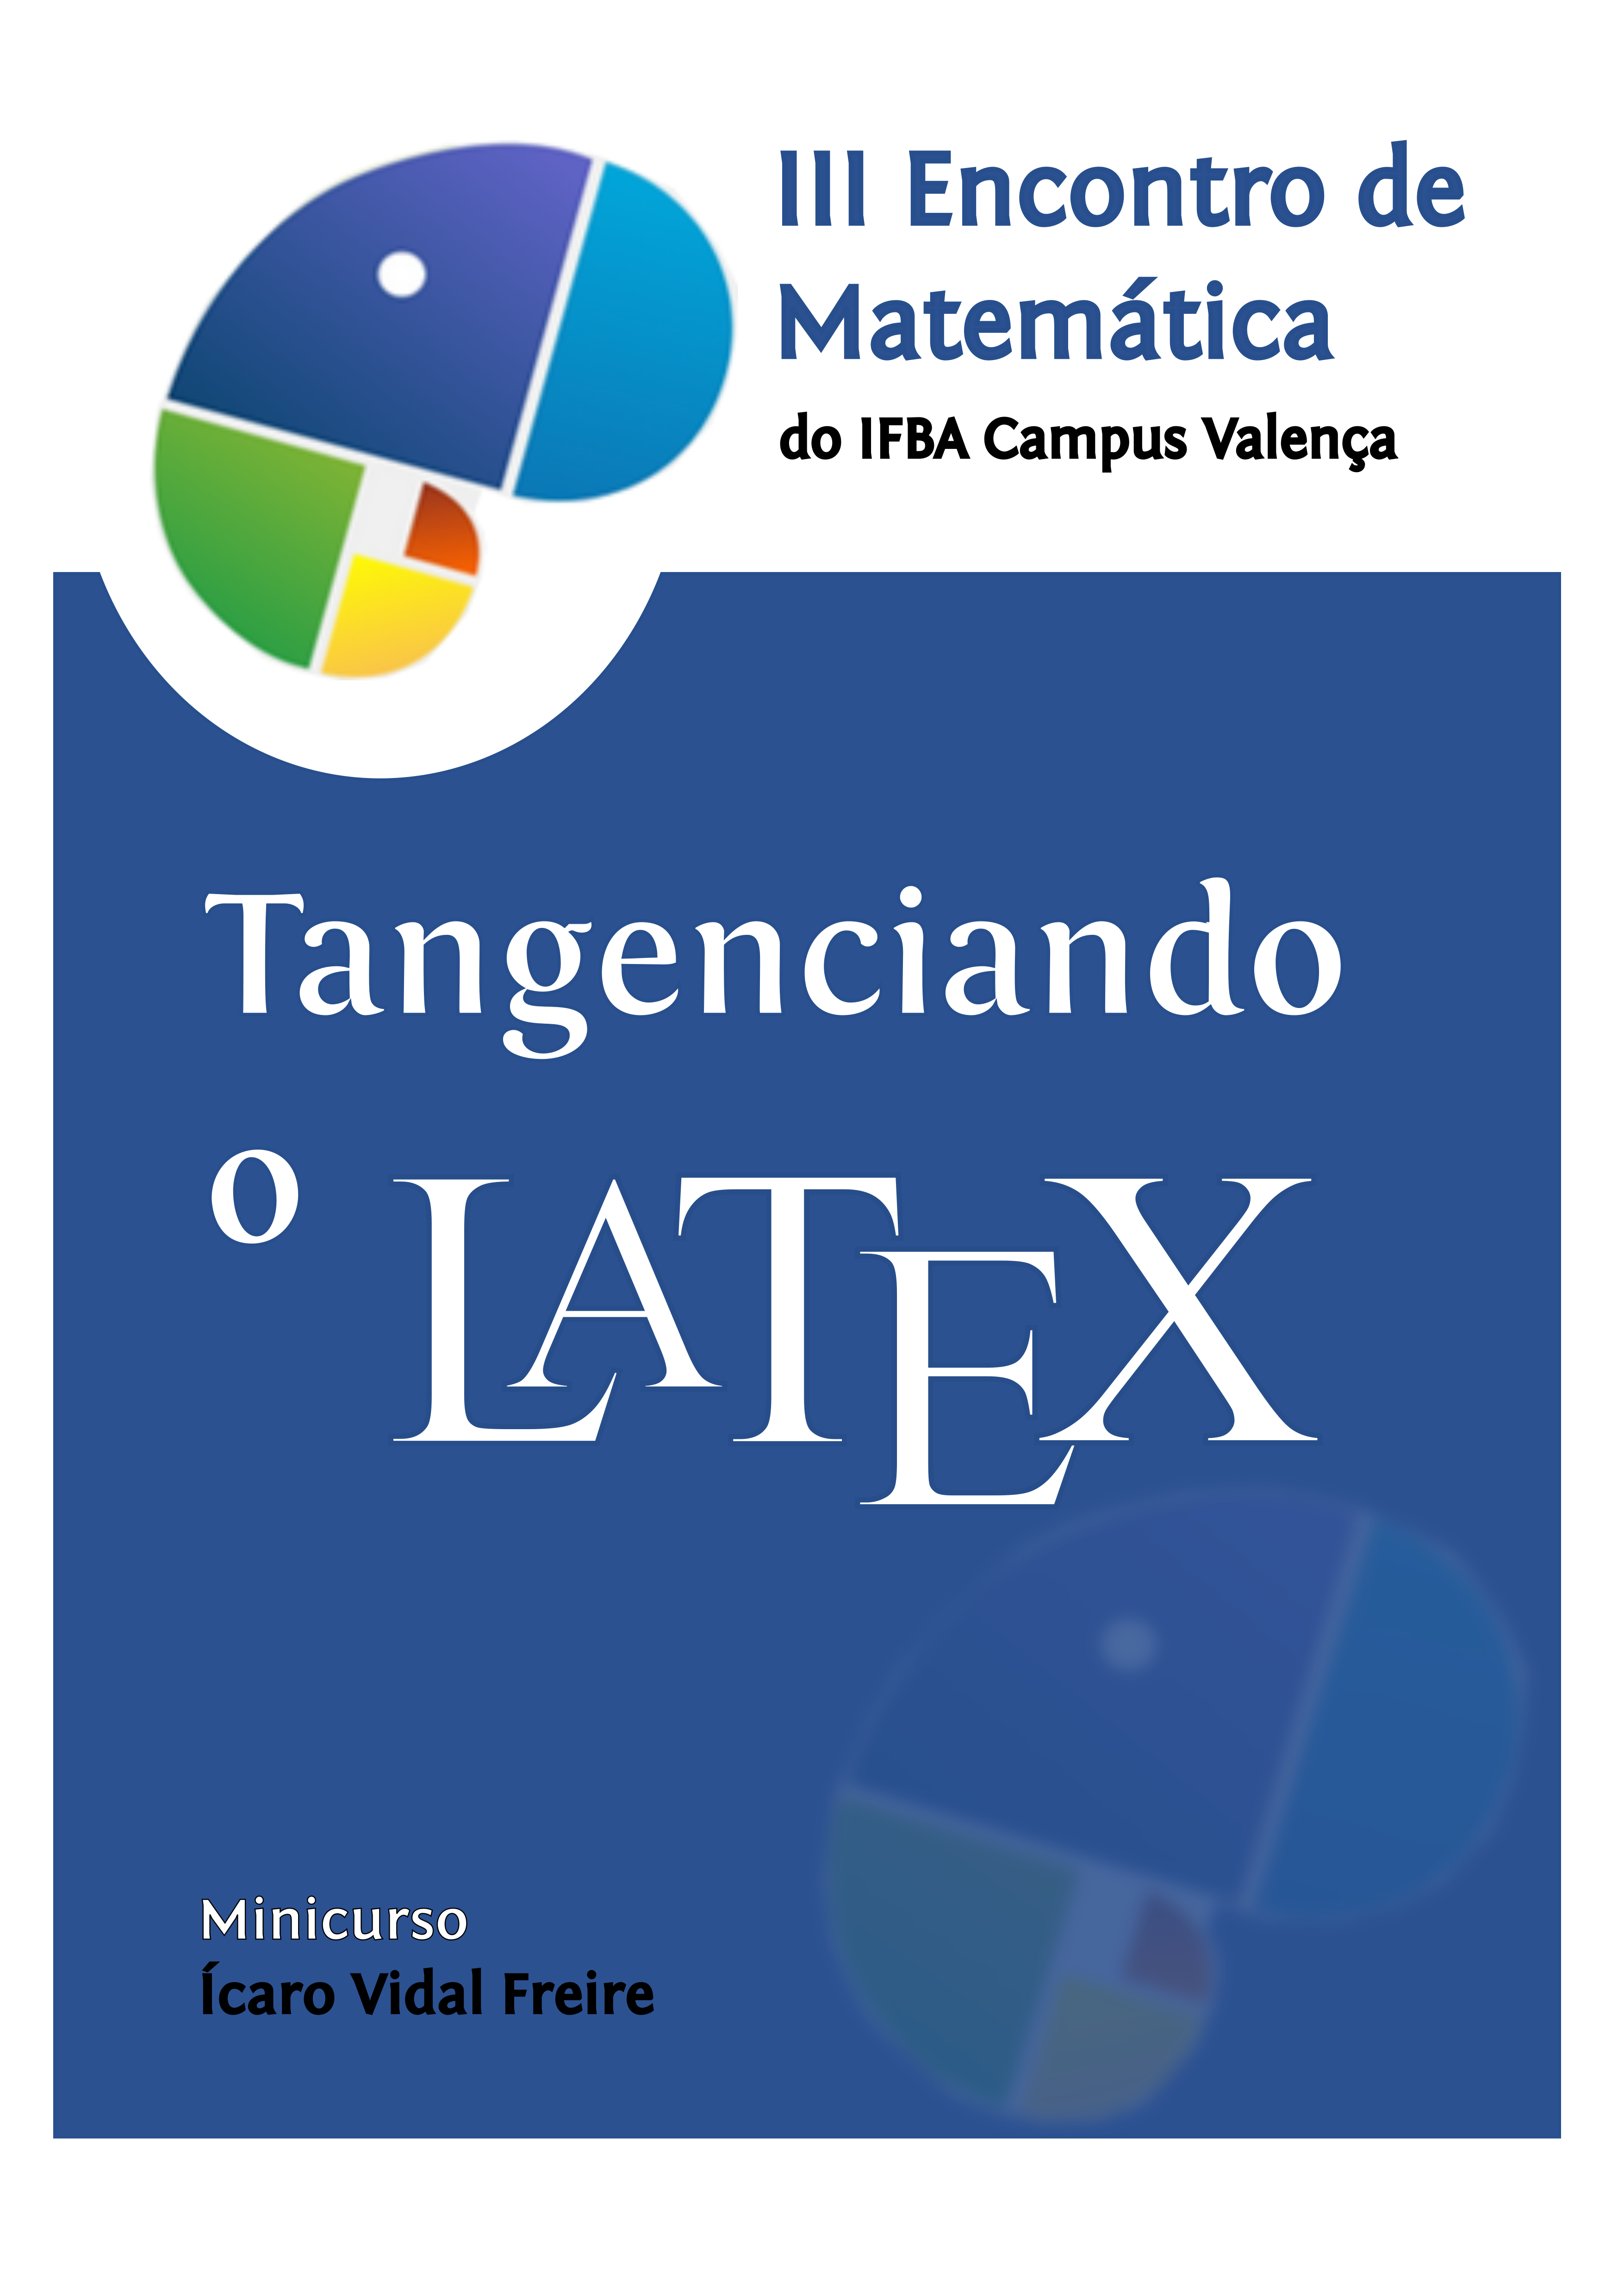 III Encontro de
Matemática
do IFBA Campus Valença
Tangenciando
o LATEX
Minicurso
Ícaro Vidal Freire